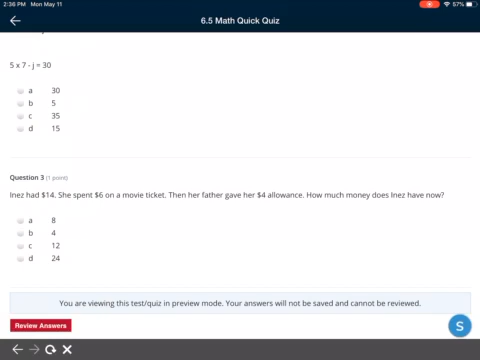 2:36 PM Mon May 11
57%
6.5 Math Quick Quiz
5 x 7 - j = 30
a 30
b 5
c 35
d 15
Question 3 (1 point)
Inez had $14. She spent $6 on a movie ticket. Then her father gave her $4 allowance. How much money does Inez have now?
a 8
b 4
c 12
d 24
You are viewing this test/quiz in preview mode. Your answers will not be saved and cannot be reviewed.
Review Answers
S